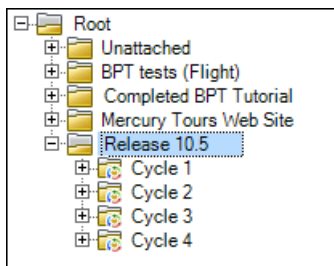 Root
Unattached
BPT tests (Flight)
Completed BPT Tutorial
Mercury Tours Web Site
Release 10.5
Cycle 1
Cycle 2
Cycle 3
Cycle 4